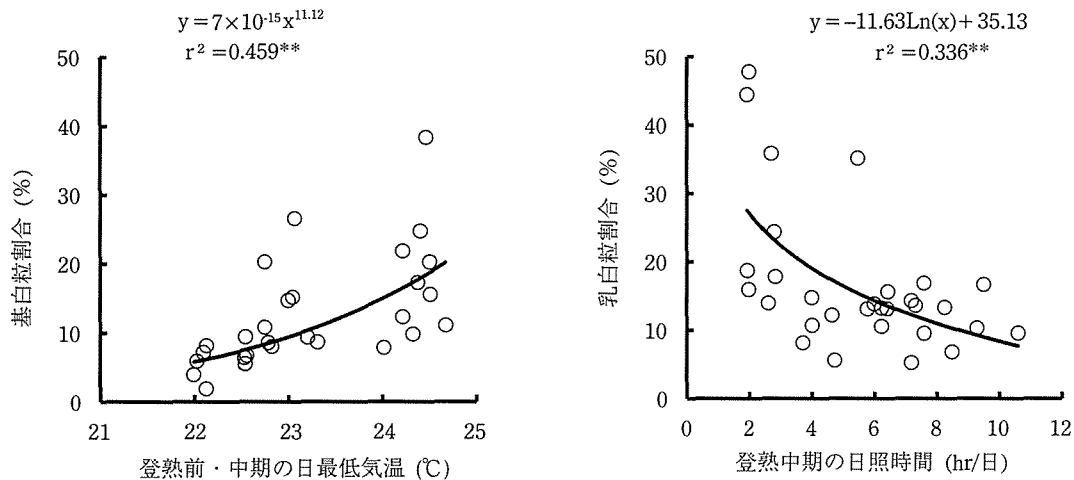 y=7×10⁻¹⁵x¹¹·¹²
r²=0.459**
50
40
30
20
10
0
21 22 23 24 25
基白粒割合 (%)
登熟前・中期の日最低気温 (℃)
y=−11.63Ln(x)+35.13
r²=0.336**
50
40
30
20
10
0
0 2 4 6 8 10 12
乳白粒割合 (%)
登熟中期の日照時間 (hr/日)